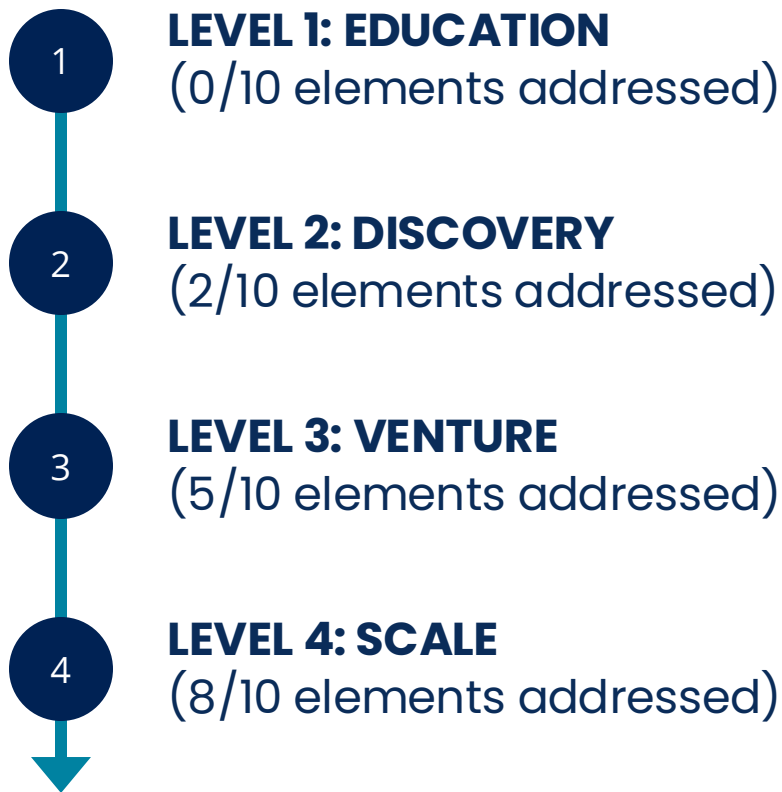 1
LEVEL 1: EDUCATION
(0/10 elements addressed)
2
LEVEL 2: DISCOVERY
(2/10 elements addressed)
3
LEVEL 3: VENTURE
(5/10 elements addressed)
4
LEVEL 4: SCALE
(8/10 elements addressed)